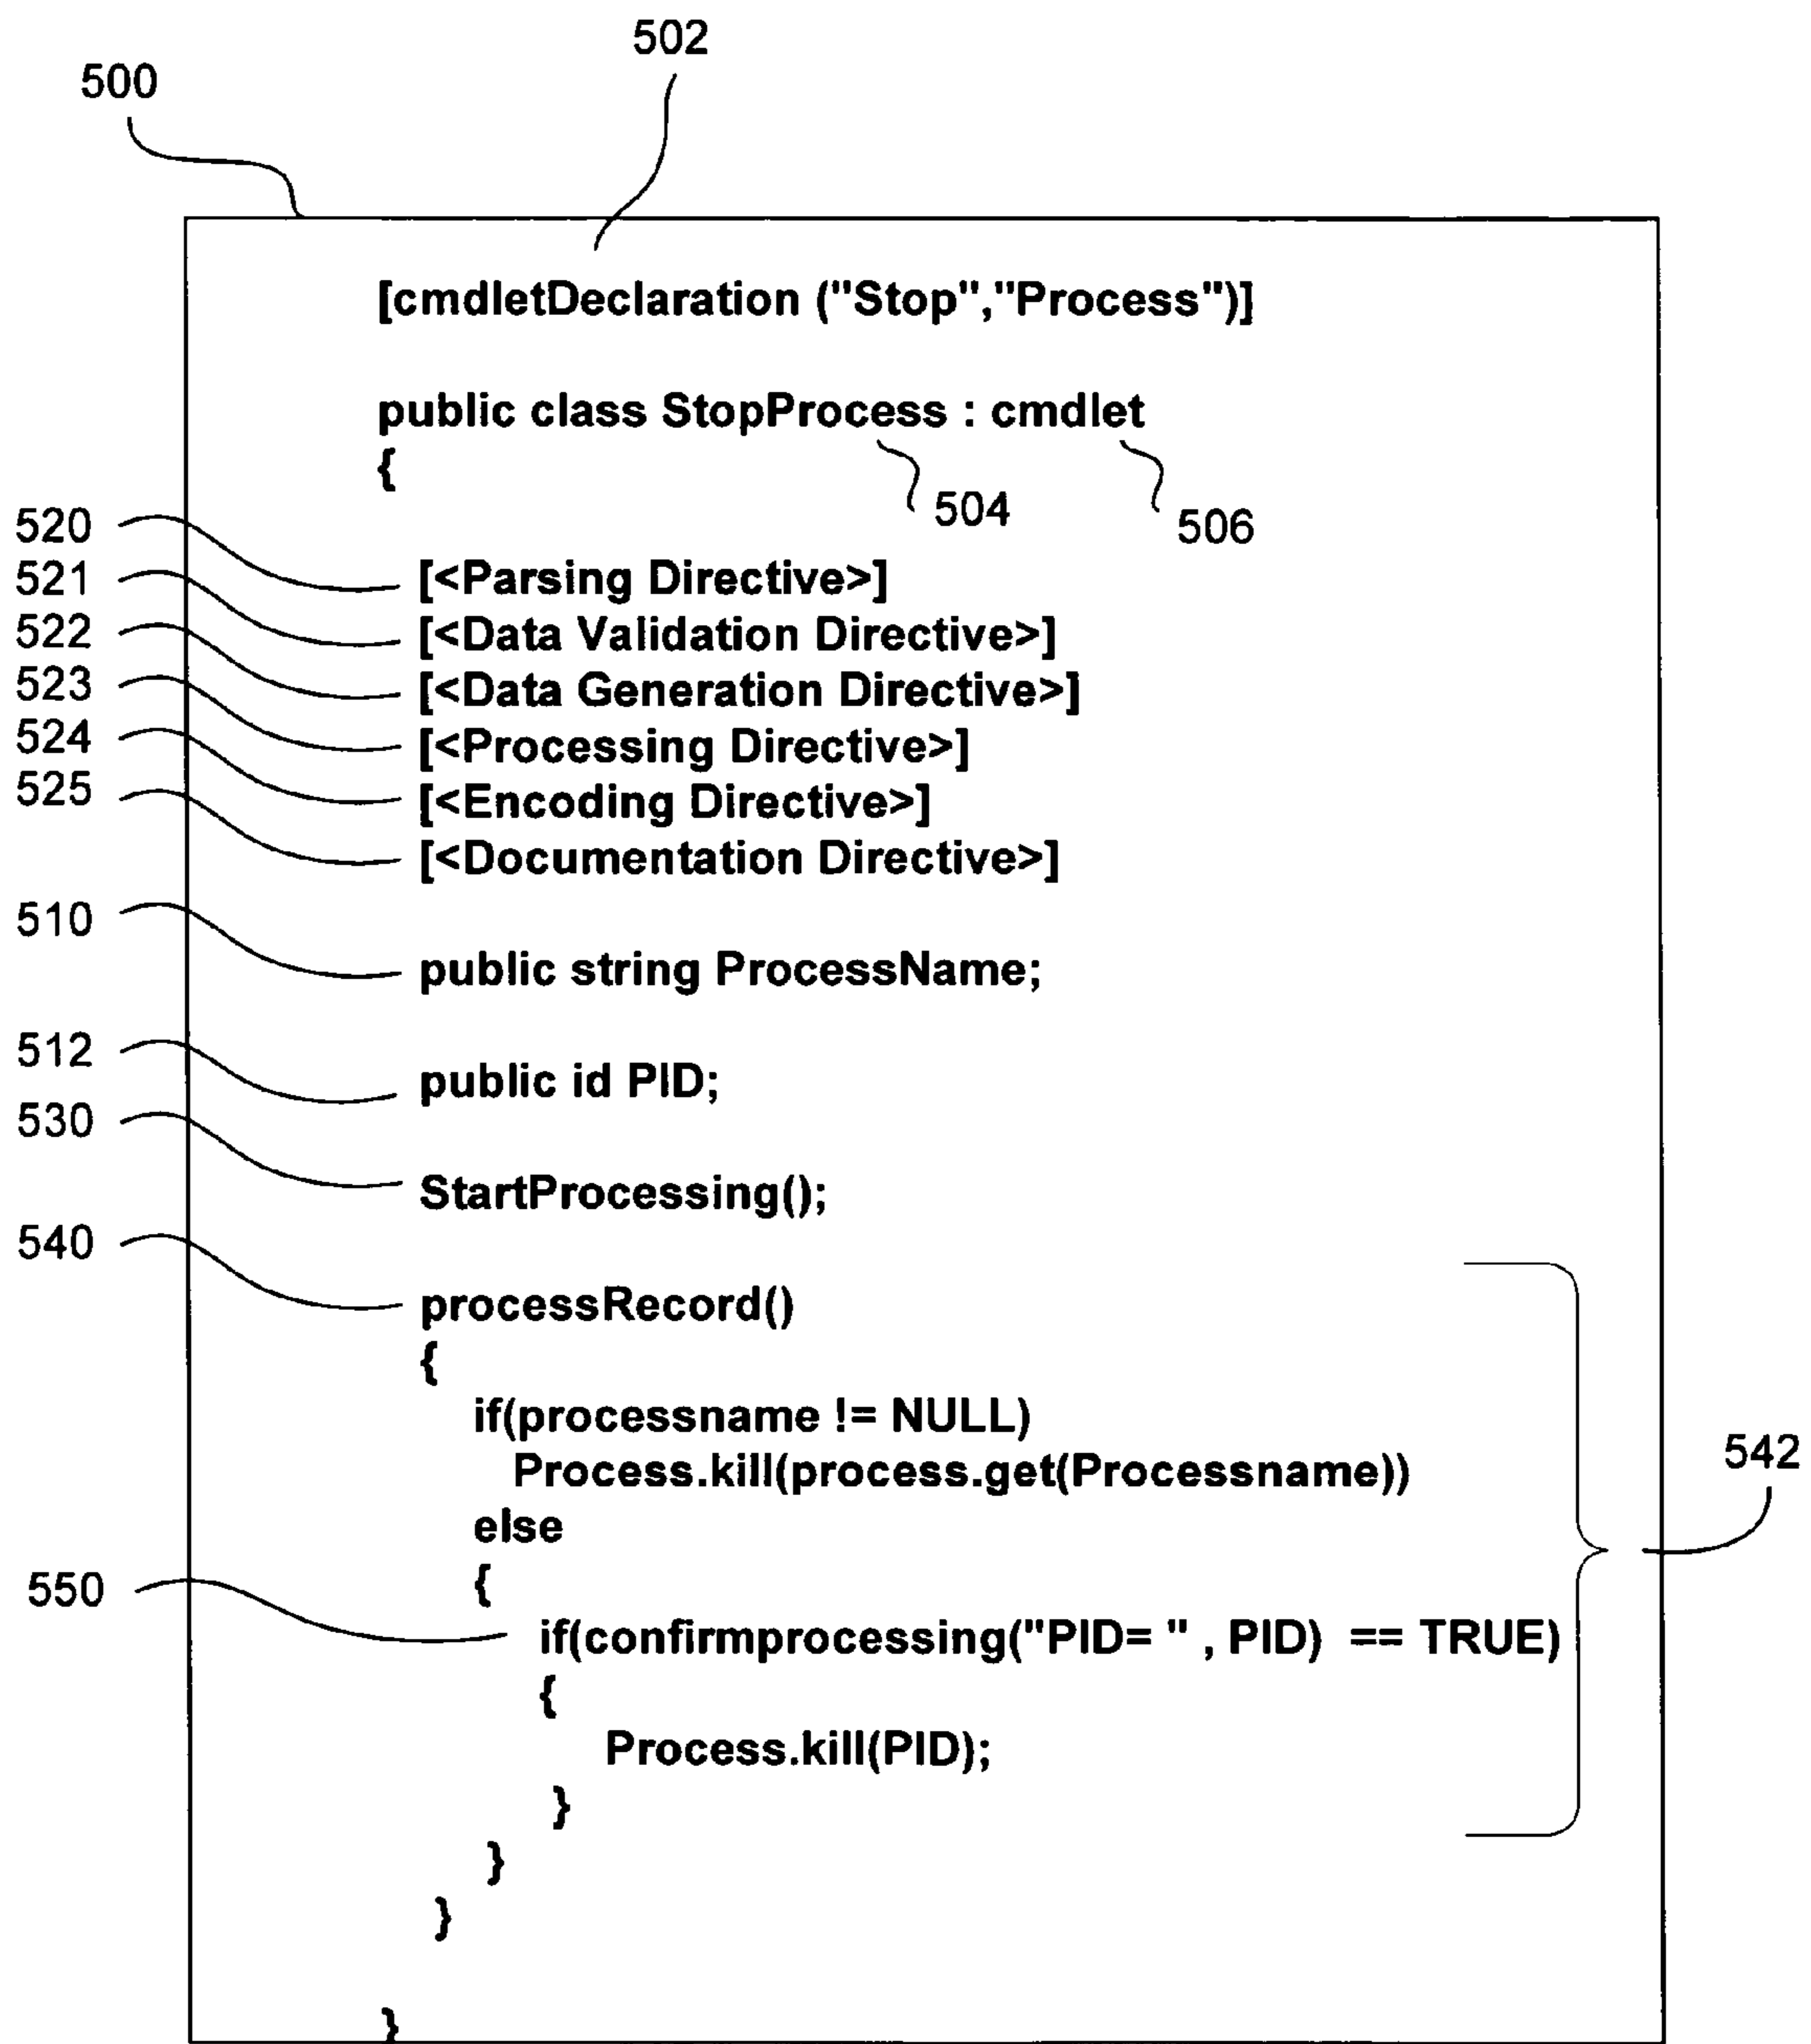 502
500
[cmdletDeclaration ("Stop","Process")]
public class StopProcess : cmdlet
{
504
506
520
[<Parsing Directive>]
521
[<Data Validation Directive>]
522
[<Data Generation Directive>]
523
[<Processing Directive>]
524
[<Encoding Directive>]
525
[<Documentation Directive>]
510
public string ProcessName;
512
public id PID;
530
StartProcessing();
540
processRecord()
{
if(processname != NULL)
Process.kill(process.get(Processname))
542
else
{
550
if(confirmprocessing("PID= " , PID) == TRUE)
{
Process.kill(PID);
}
}
}
}